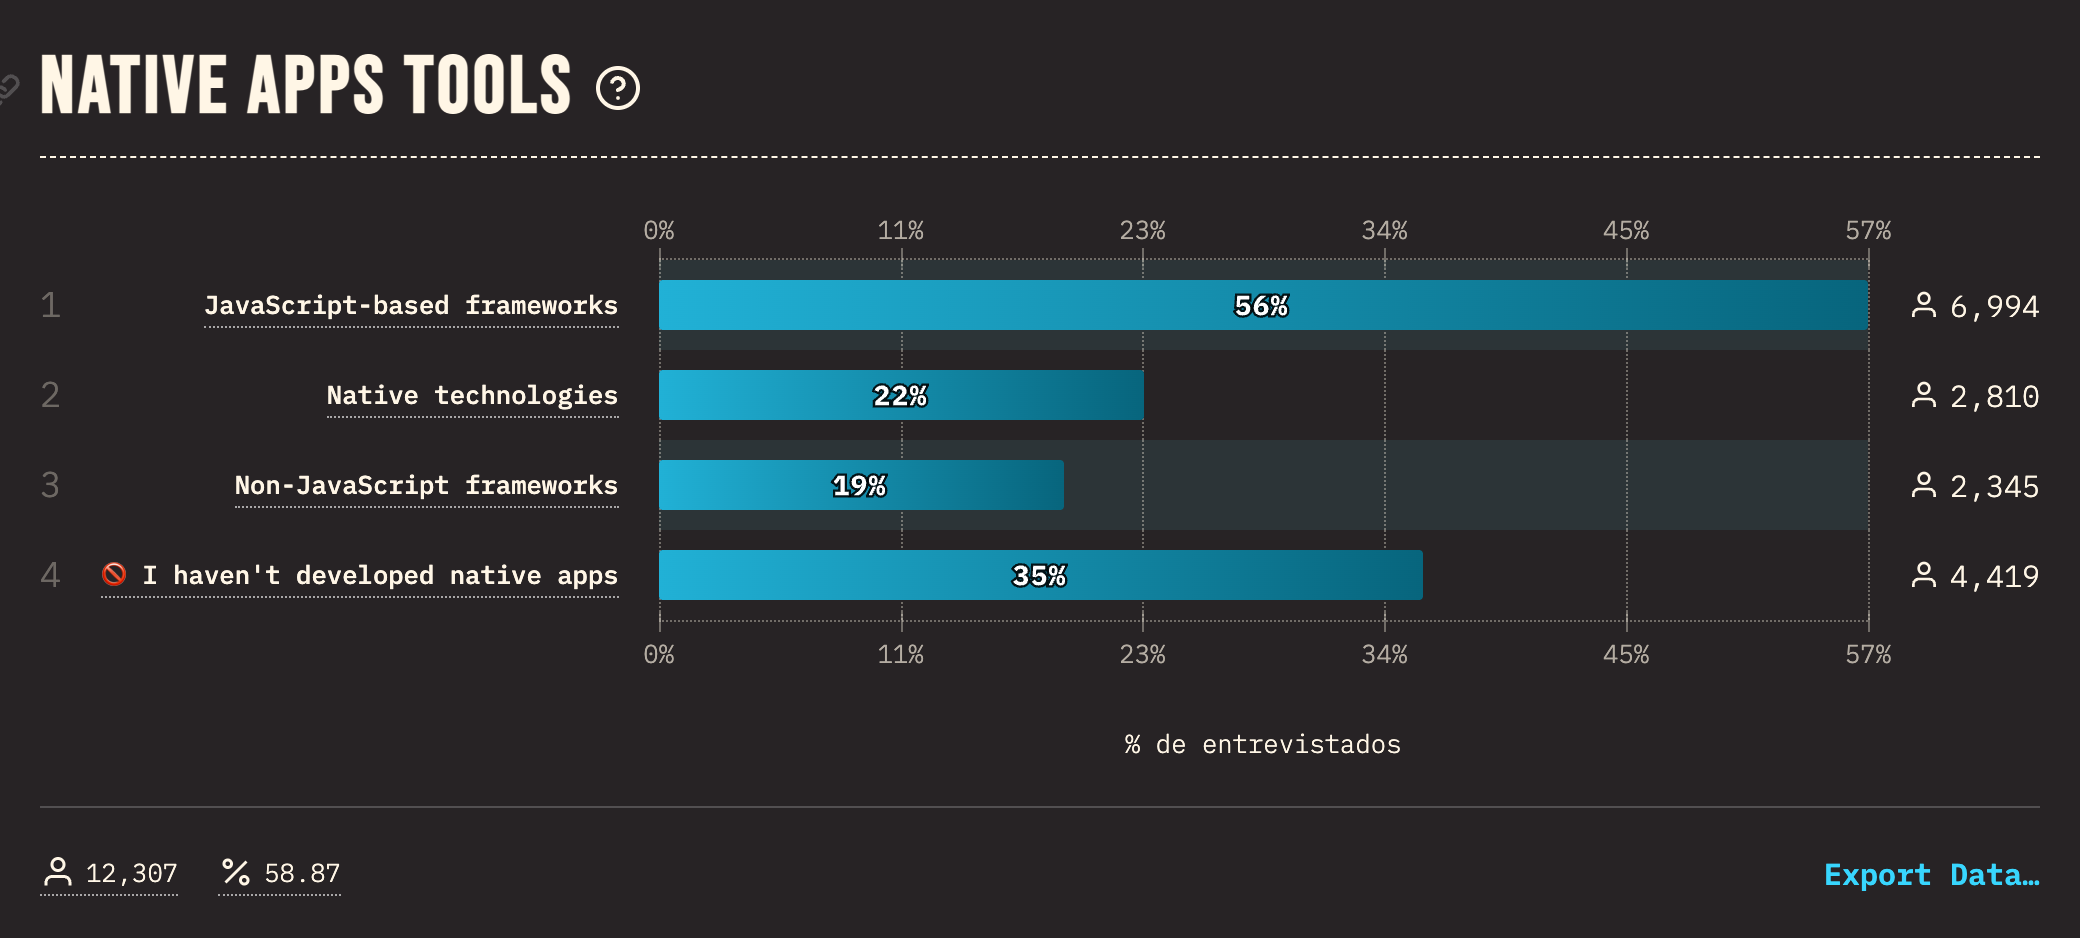 NATIVE APPS TOOLS ?
0% 11% 23% 34% 45% 57%
1 JavaScript-based frameworks 56% 6,994
2 Native technologies 22% 2,810
3 Non-JavaScript frameworks 19% 2,345
4 🚫 I haven't developed native apps 35% 4,419
0% 11% 23% 34% 45% 57%
% de entrevistados
12,307 % 58.87 Export Data…